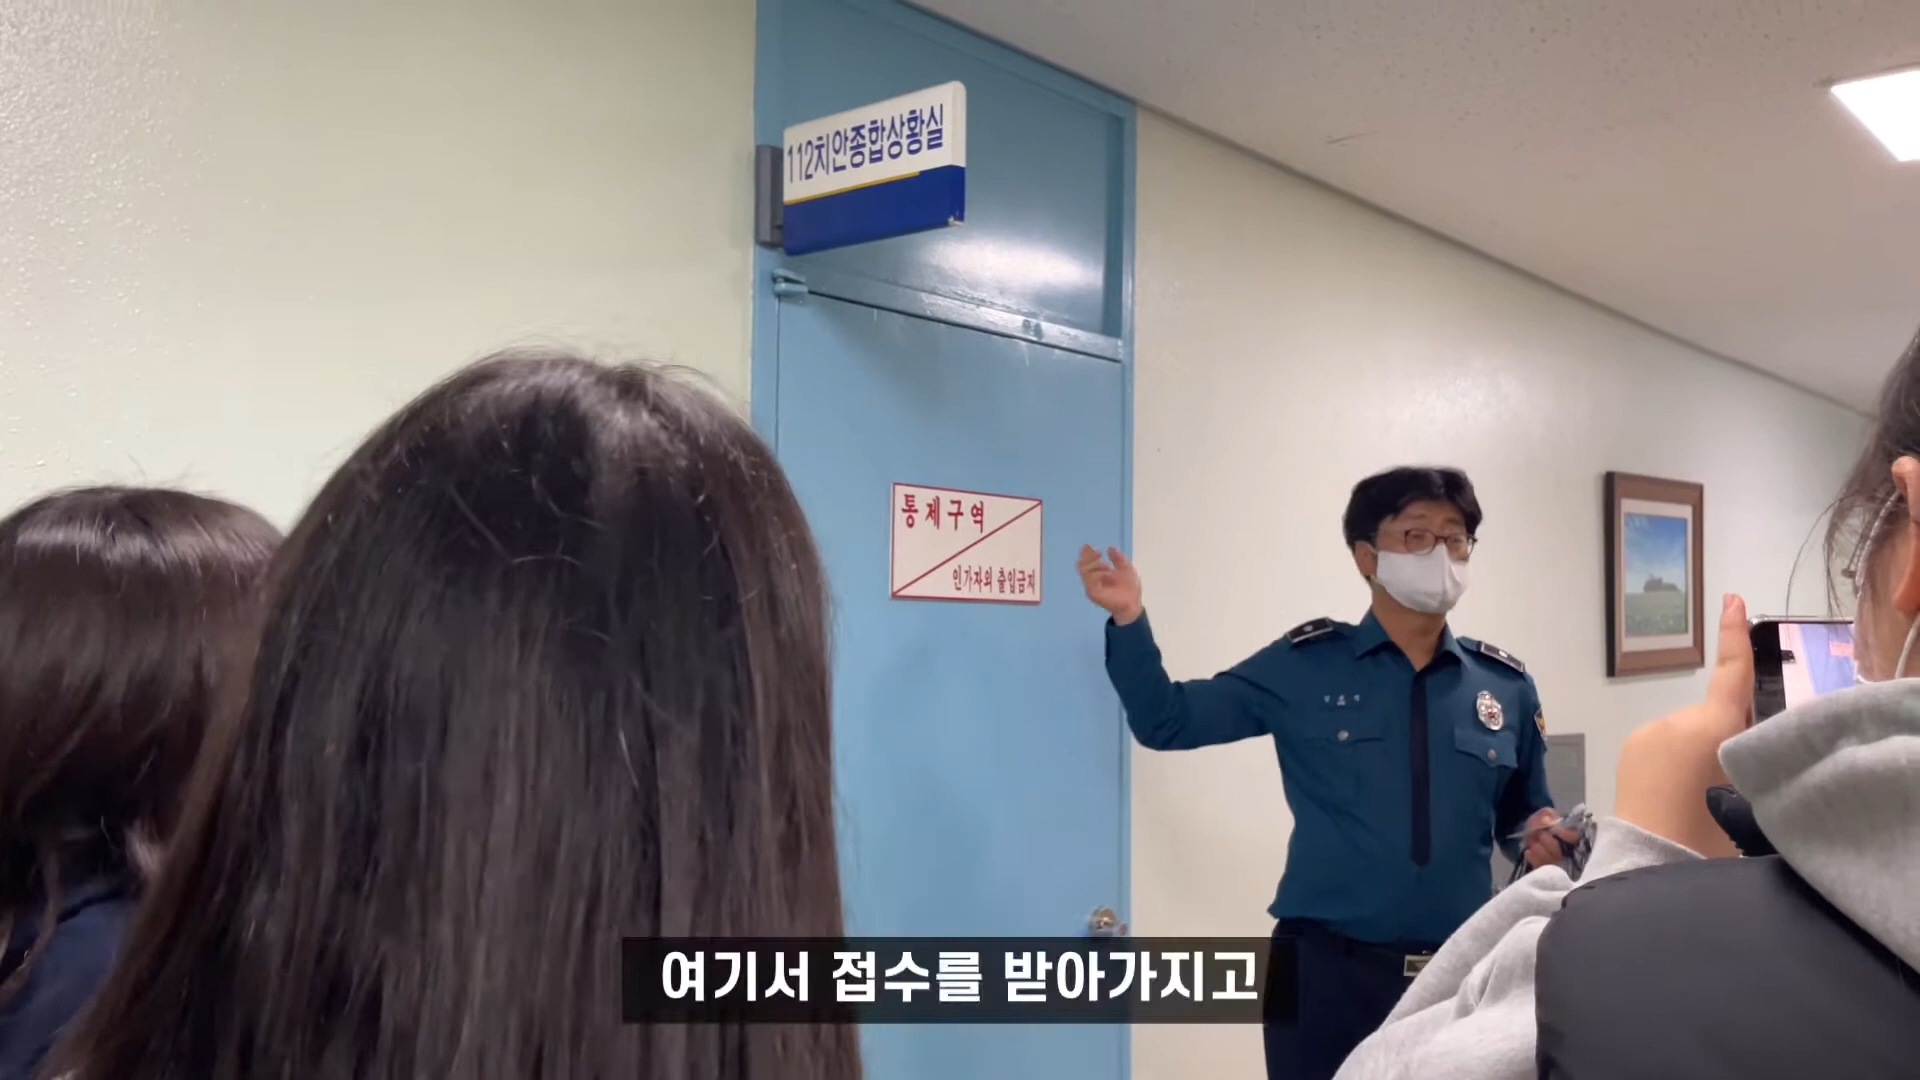 112치안종합상황실
통제구역
인가자외 출입금지
여기서 접수를 받아가지고